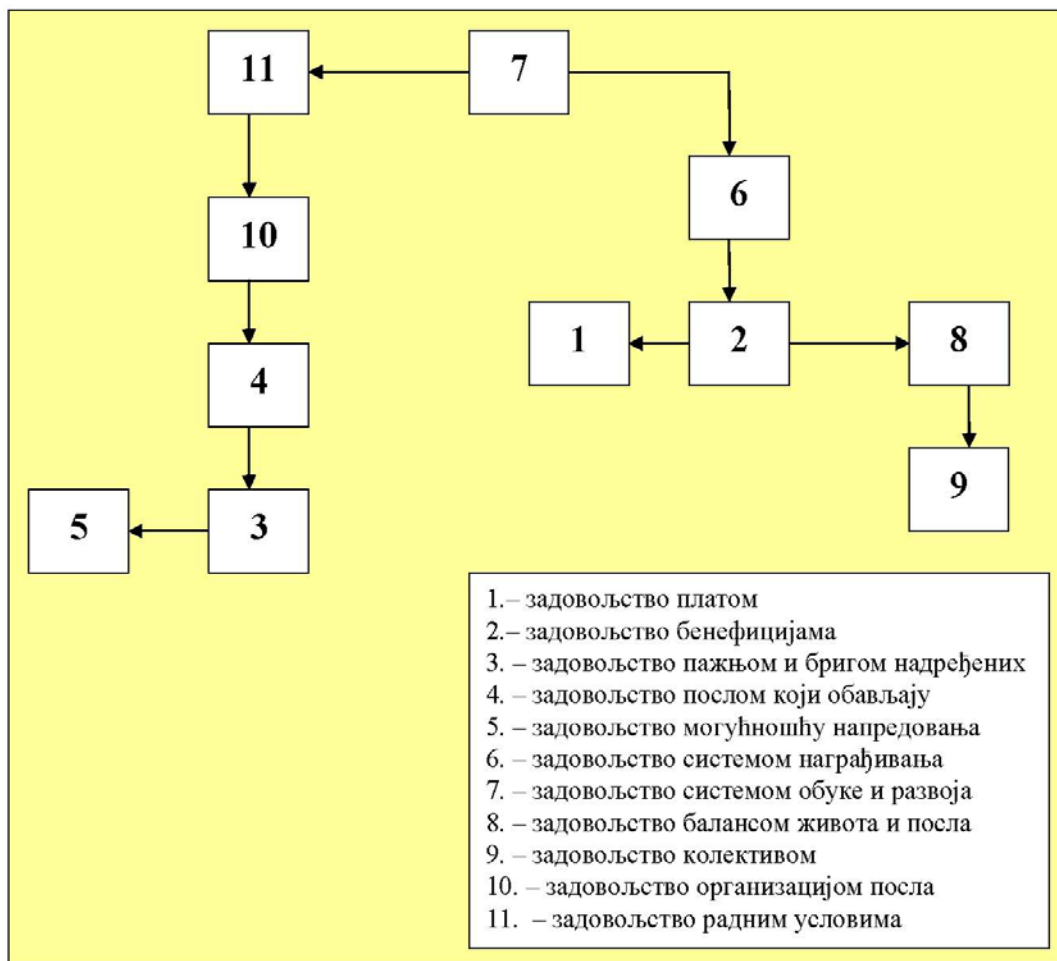 11
7
6
10
1
2
8
4
9
5
3
1.– задовољство платом
2.– задовољство бенефицијама
3. – задовољство пажњом и бригом надређених
4. – задовољство послом који обављају
5. – задовољство могућношћу напредовања
6. – задовољство системом награђивања
7. – задовољство системом обуке и развоја
8. – задовољство балансом живота и посла
9. – задовољство колективом
10. – задовољство организацијом посла
11. – задовољство радним условима